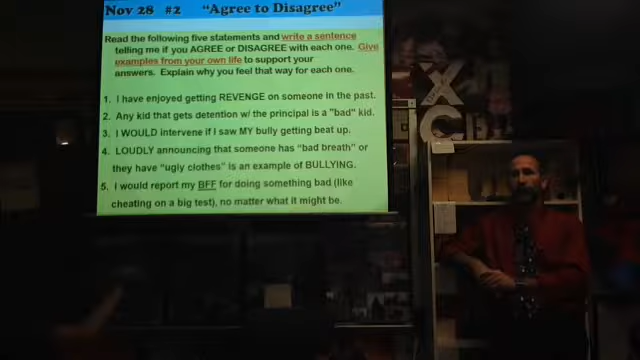 Nov 28 #2 "Agree to Disagree"
Read the following five statements and write a sentence
telling me if you AGREE or DISAGREE with each one. Give
examples from your own life to support your
answers. Explain why you feel that way for each one.
1. I have enjoyed getting REVENGE on someone in the past.
2. Any kid that gets detention w/ the principal is a "bad" kid.
3. I WOULD intervene if I saw MY bully getting beat up.
4. LOUDLY announcing that someone has "bad breath" or
they have "ugly clothes" is an example of BULLYING.
5. I would report my BFF for doing something bad (like
cheating on a big test), no matter what it might be.
X
C